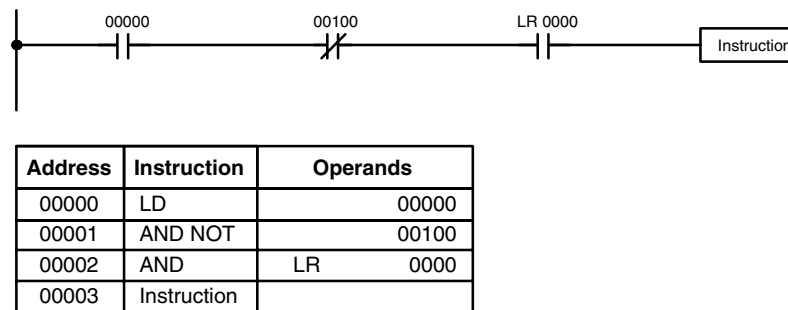 00000 00100 LR 0000
Instruction
Address Instruction Operands
00000 LD 00000
00001 AND NOT 00100
00002 AND LR 0000
00003 Instruction